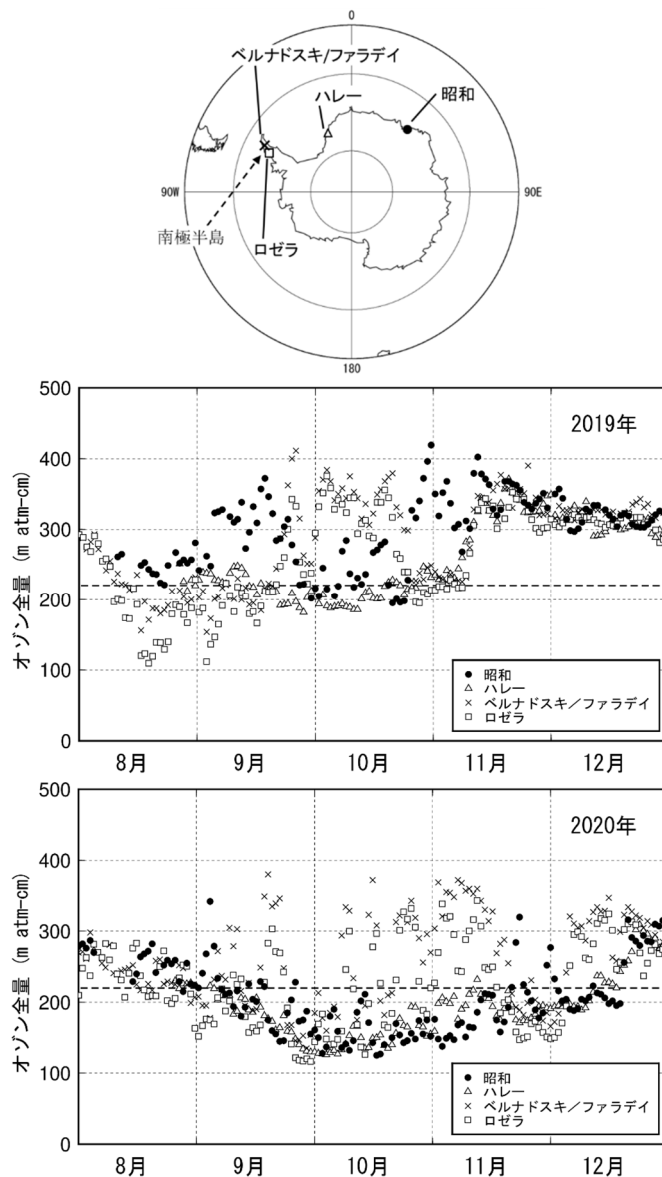 0
ベルナドスキ/ファラデイ
ハレー
昭和
90W
90E
南極半島
ロゼラ
180
500
400
300
200
100
0
オゾン全量 (m atm-cm)
2019年
昭和
ハレー
ベルナドスキ／ファラデイ
ロゼラ
8月 9月 10月 11月 12月
500
400
300
200
100
0
オゾン全量 (m atm-cm)
2020年
昭和
ハレー
ベルナドスキ／ファラデイ
ロゼラ
8月 9月 10月 11月 12月